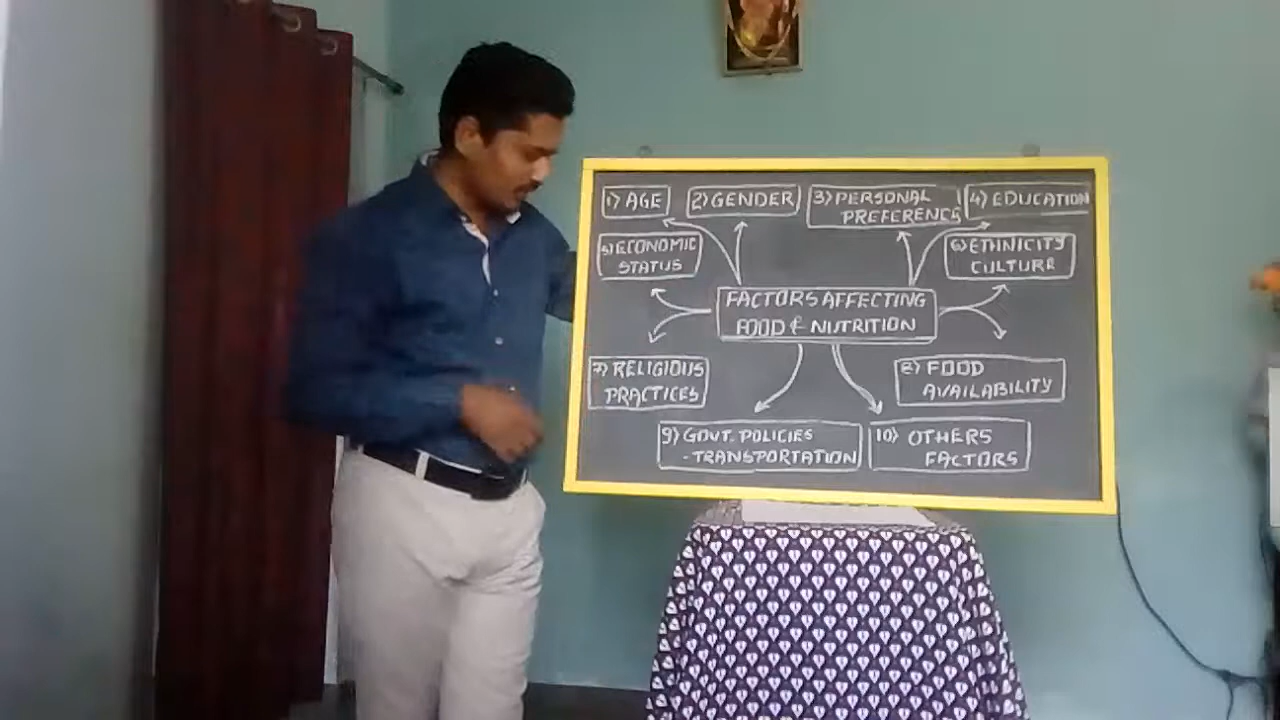 1) AGE
2) GENDER
3) PERSONAL
PREFERENCE
4) EDUCATION
5) ECONOMIC
STATUS
6) ETHNICITY
CULTURE
FACTORS AFFECTING
FOOD & NUTRITION
7) RELIGIOUS
PRACTICES
8) FOOD
AVAILABILITY
9) GOVT. POLICIES
-TRANSPORTATION
10) OTHERS
FACTORS